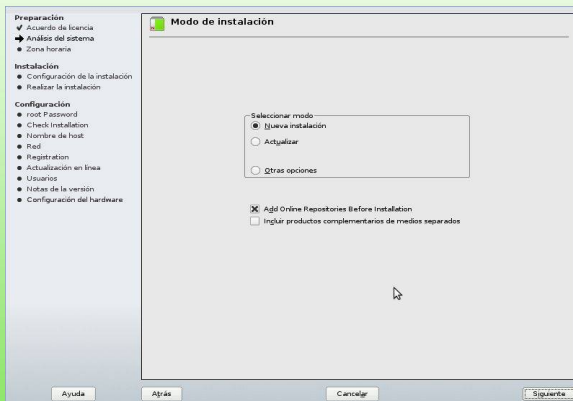 Preparación
Acuerdo de licencia
Análisis del sistema
Zona horaria
Instalación
Configuración de la instalación
Realizar la instalación
Configuración
root Password
Check Installation
Nombre de host
Red
Registration
Actualización en línea
Usuarios
Notas de la versión
Configuración del hardware
Modo de instalación
Seleccionar modo
Nueva instalación
Actualizar
Otras opciones
Add Online Repositories Before Installation
Incluir productos complementarios de medios separados
Ayuda
Atrás
Cancelar
Siguiente